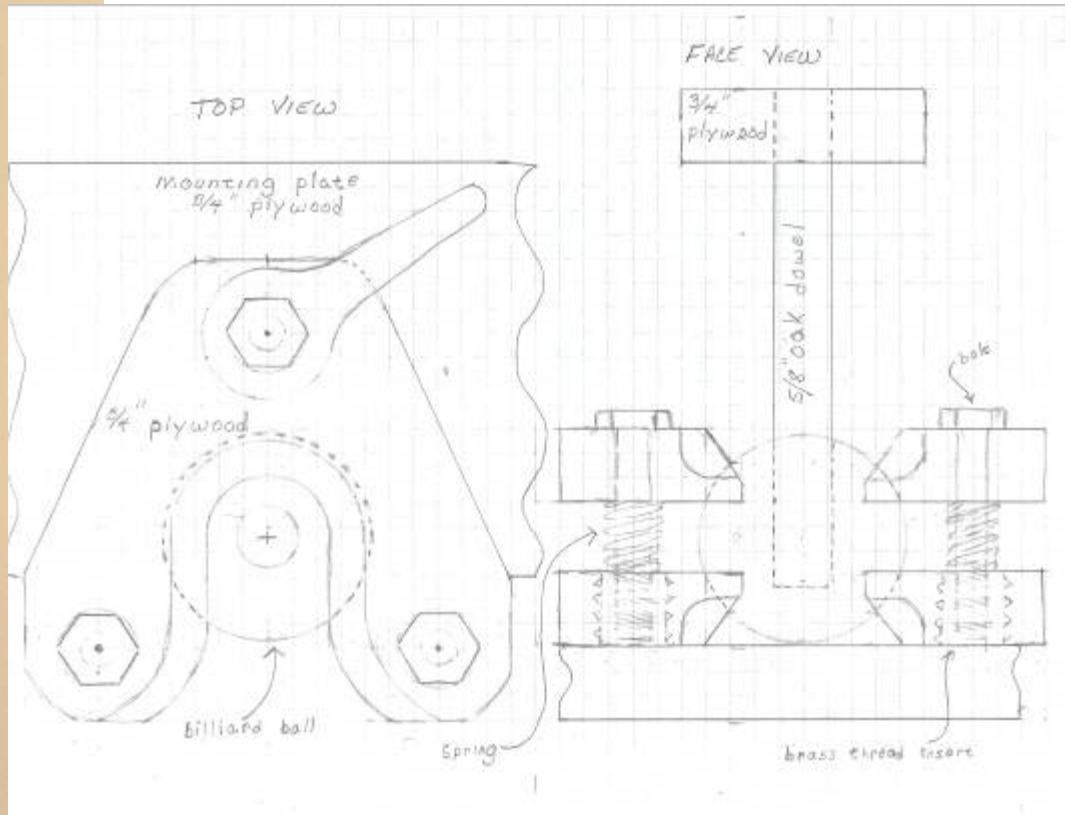 TOP VIEW
Mounting plate
3/4" plywood
3/4" plywood
billiard ball
FACE VIEW
3/4"
plywood
5/8" oak dowel
bolt
Spring
brass thread insert